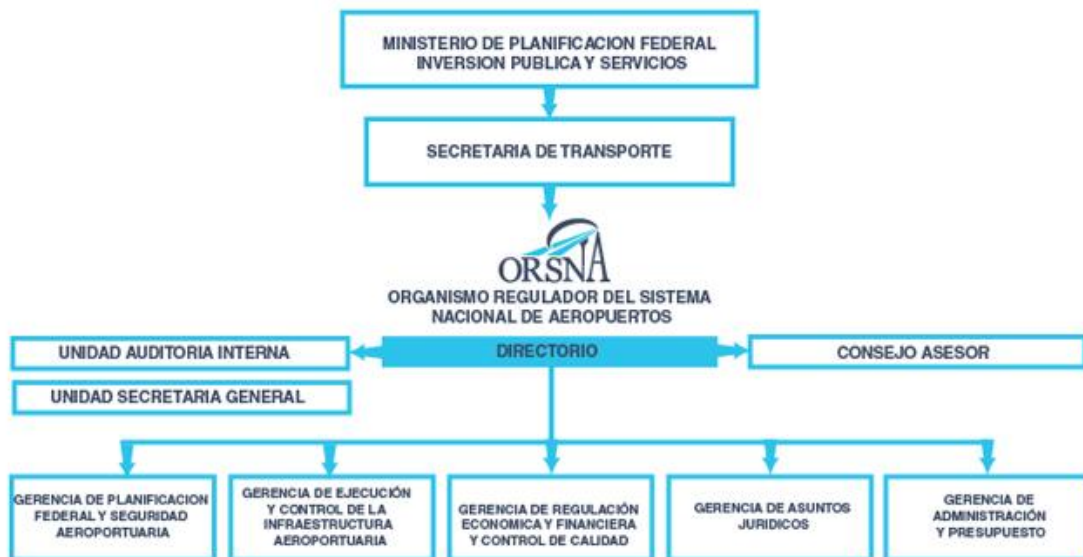 MINISTERIO DE PLANIFICACION FEDERAL
INVERSION PUBLICA Y SERVICIOS
SECRETARIA DE TRANSPORTE
ORSNA
ORGANISMO REGULADOR DEL SISTEMA
NACIONAL DE AEROPUERTOS
UNIDAD AUDITORIA INTERNA
DIRECTORIO
CONSEJO ASESOR
UNIDAD SECRETARIA GENERAL
GERENCIA DE PLANIFICACION
FEDERAL Y SEGURIDAD
AEROPORTUARIA
GERENCIA DE EJECUCIÓN
Y CONTROL DE LA
INFRAESTRUCTURA
AEROPORTUARIA
GERENCIA DE REGULACIÓN
ECONOMICA Y FINANCIERA
Y CONTROL DE CALIDAD
GERENCIA DE ASUNTOS
JURIDICOS
GERENCIA DE
ADMINISTRACIÓN
Y PRESUPUESTO